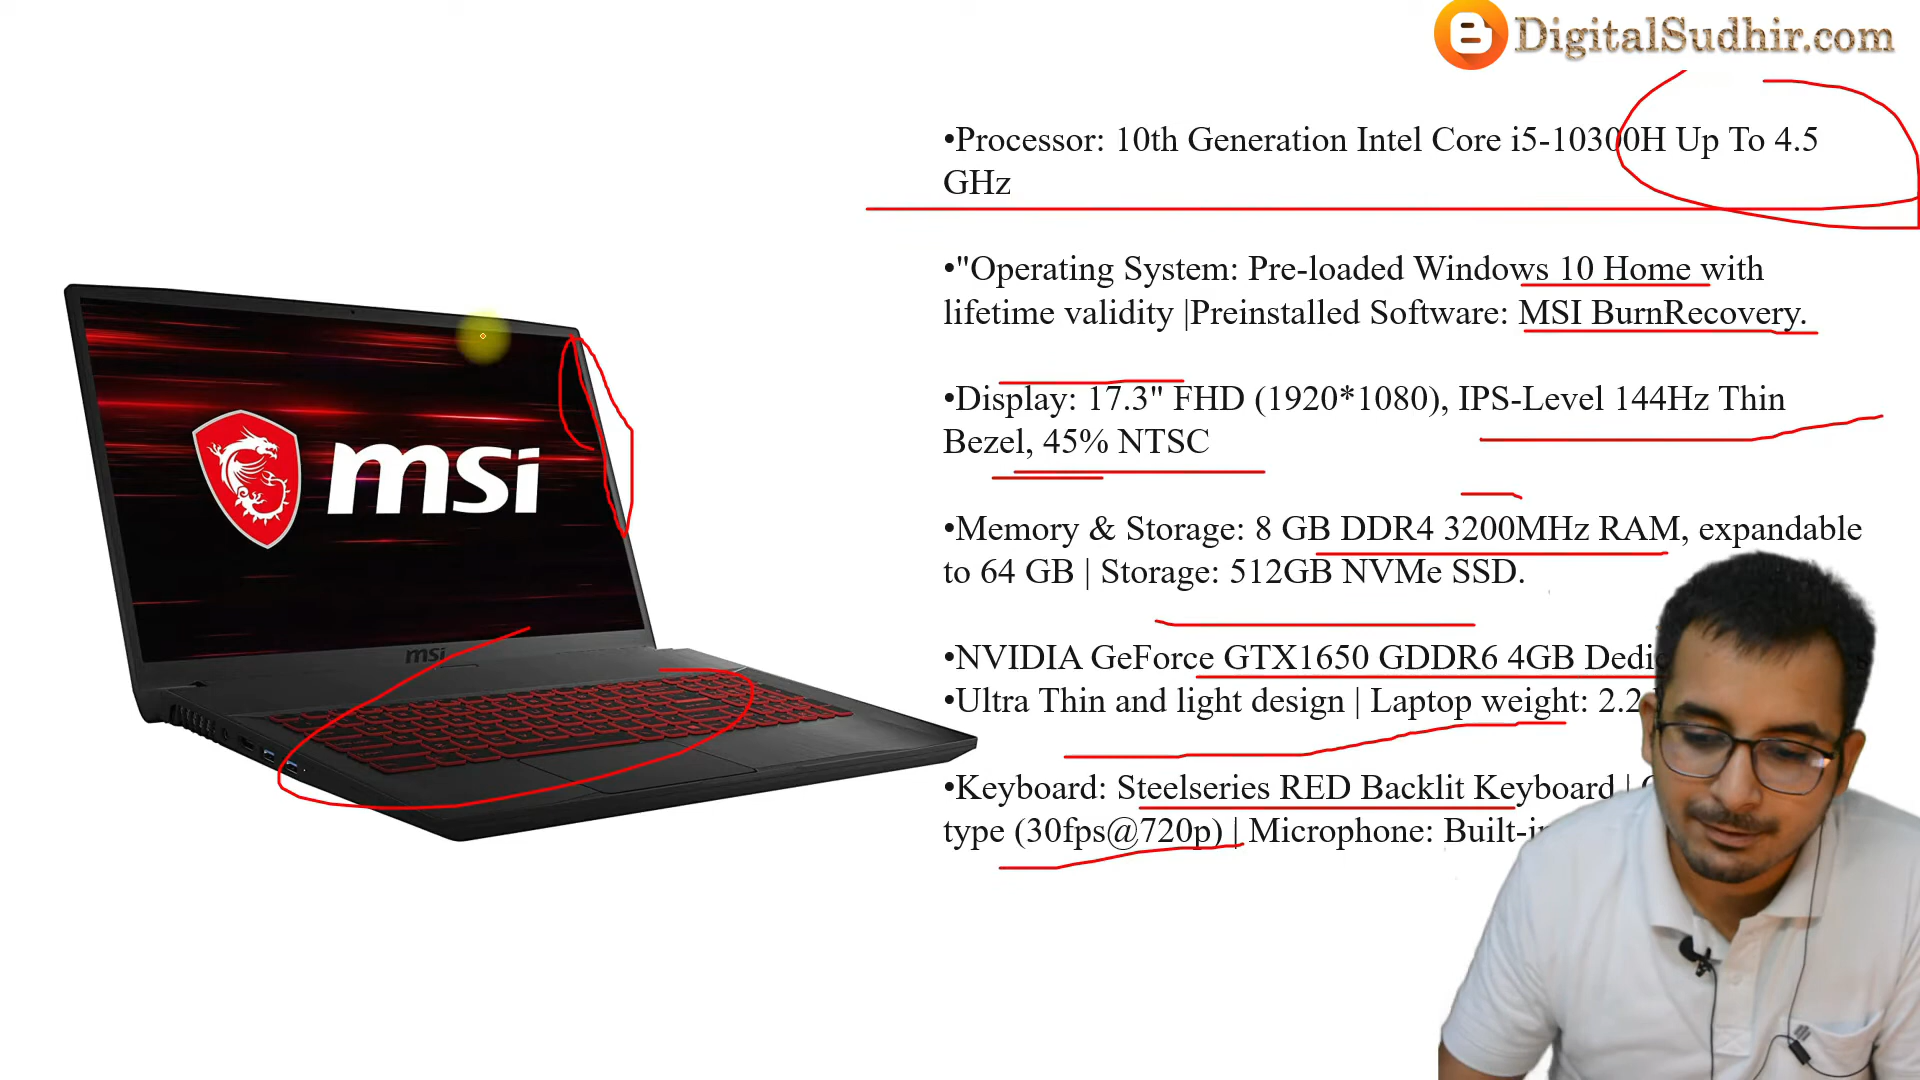 DigitalSudhir.com
•Processor: 10th Generation Intel Core i5-10300H Up To 4.5
GHz
•"Operating System: Pre-loaded Windows 10 Home with
lifetime validity |Preinstalled Software: MSI BurnRecovery.
•Display: 17.3" FHD (1920*1080), IPS-Level 144Hz Thin
Bezel, 45% NTSC
•Memory & Storage: 8 GB DDR4 3200MHz RAM, expandable
to 64 GB | Storage: 512GB NVMe SSD.
•NVIDIA GeForce GTX1650 GDDR6 4GB
•Ultra Thin and light design | Laptop weight: 2.2
•Keyboard: Steelseries RED Backlit Keyboard |
type (30fps@720p) | Microphone:
msi
msi